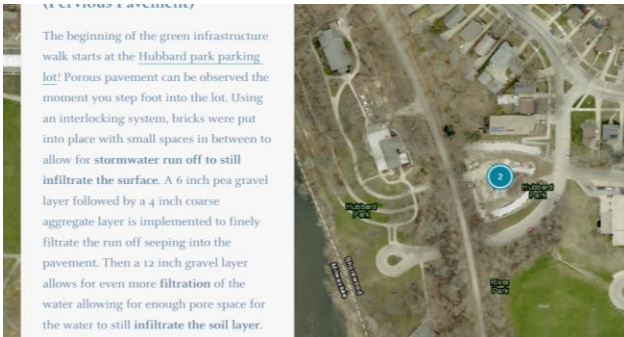 (Pervious Pavement)
The beginning of the green infrastructure
walk starts at the Hubbard park parking
lot! Porous pavement can be observed the
moment you step foot into the lot. Using
an interlocking system, bricks were put
into place with small spaces in between to
allow for stormwater run off to still
infiltrate the surface. A 6 inch pea gravel
layer followed by a 4 inch coarse
aggregate layer is implemented to finely
filtrate the run off seeping into the
pavement. Then a 12 inch gravel layer
allows for even more filtration of the
water allowing for enough pore space for
the water to still infiltrate the soil layer.
2
Hubbard
Park
Hubbard
Park
River
Park
Shorewood
Milwaukee